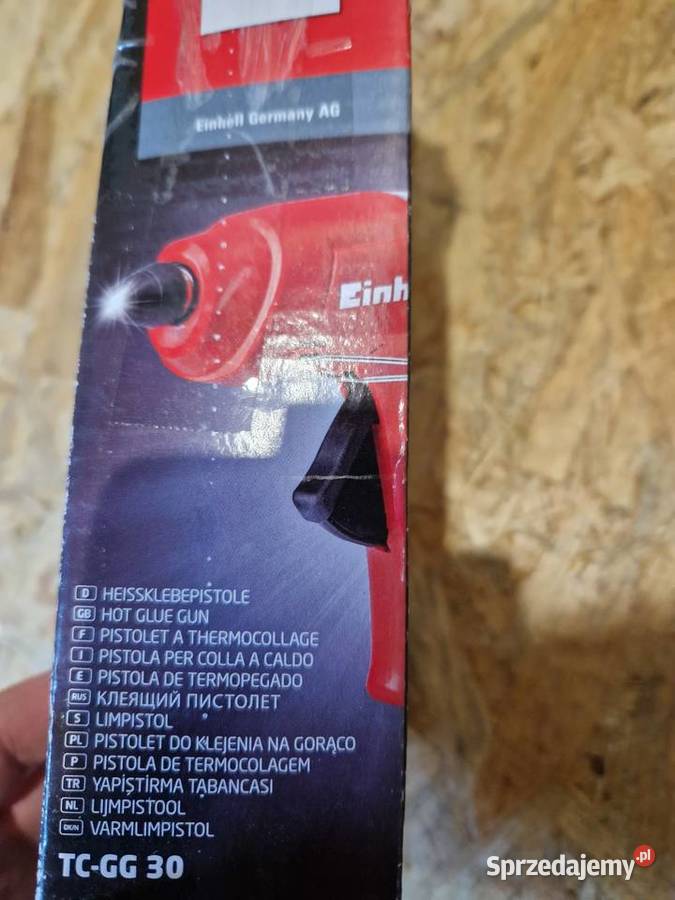 Einhell Germany AG
Einh
D HEISSKLEBEPISTOLE
GB HOT GLUE GUN
F PISTOLET A THERMOCOLLAGE
I PISTOLA PER COLLA A CALDO
E PISTOLA DE TERMOPEGADO
RUS КЛЕЯЩИЙ ПИСТОЛЕТ
S LIMPISTOL
PL PISTOLET DO KLEJENIA NA GORĄCO
P PISTOLA DE TERMOCOLAGEM
TR YAPIŞTIRMA TABANCASI
NL LIJMPISTOOL
DK/N VARMLIMPISTOL
TC-GG 30
Sprzedajemy.pl